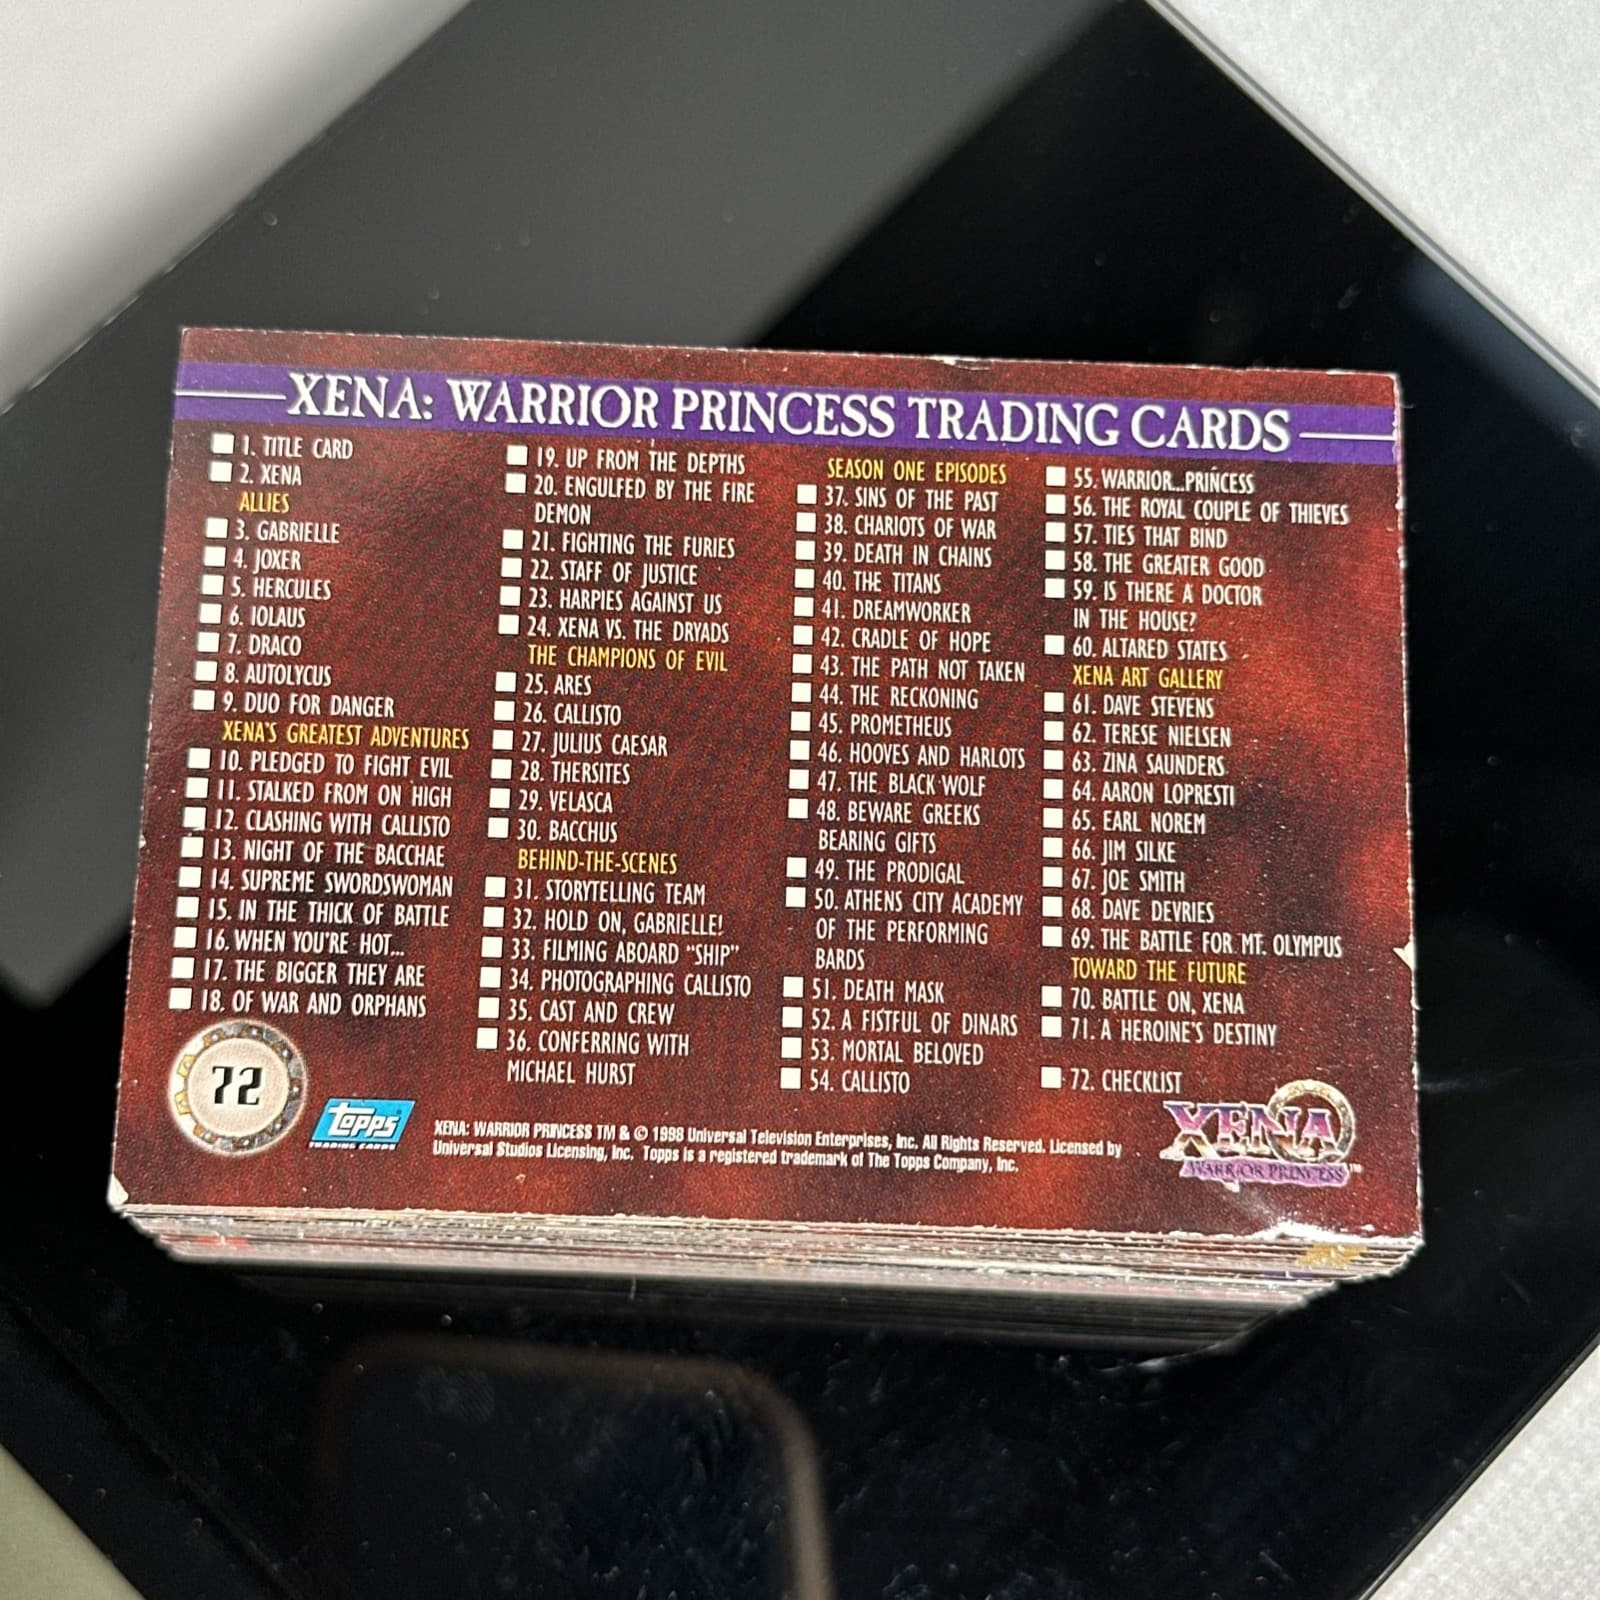 XENA: WARRIOR PRINCESS TRADING CARDS
1. TITLE CARD
2. XENA
ALLIES
3. GABRIELLE
4. JOXER
5. HERCULES
6. IOLAUS
7. DRACO
8. AUTOLYCUS
9. DUO FOR DANGER
XENA'S GREATEST ADVENTURES
10. PLEDGED TO FIGHT EVIL
11. STALKED FROM ON HIGH
12. CLASHING WITH CALLISTO
13. NIGHT OF THE BACCHAE
14. SUPREME SWORDSWOMAN
15. IN THE THICK OF BATTLE
16. WHEN YOU'RE HOT...
17. THE BIGGER THEY ARE
18. OF WAR AND ORPHANS
19. UP FROM THE DEPTHS
20. ENGULFED BY THE FIRE
DEMON
21. FIGHTING THE FURIES
22. STAFF OF JUSTICE
23. HARPIES AGAINST US
24. XENA VS. THE DRYADS
THE CHAMPIONS OF EVIL
25. ARES
26. CALLISTO
27. JULIUS CAESAR
28. THERSITES
29. VELASCA
30. BACCHUS
BEHIND-THE-SCENES
31. STORYTELLING TEAM
32. HOLD ON, GABRIELLE!
33. FILMING ABOARD "SHIP"
34. PHOTOGRAPHING CALLISTO
35. CAST AND CREW
36. CONFERRING WITH
MICHAEL HURST
SEASON ONE EPISODES
37. SINS OF THE PAST
38. CHARIOTS OF WAR
39. DEATH IN CHAINS
40. THE TITANS
41. DREAMWORKER
42. CRADLE OF HOPE
43. THE PATH NOT TAKEN
44. THE RECKONING
45. PROMETHEUS
46. HOOVES AND HARLOTS
47. THE BLACK WOLF
48. BEWARE GREEKS
BEARING GIFTS
49. THE PRODIGAL
50. ATHENS CITY ACADEMY
OF THE PERFORMING
BARDS
51. DEATH MASK
52. A FISTFUL OF DINARS
53. MORTAL BELOVED
54. CALLISTO
55. WARRIOR...PRINCESS
56. THE ROYAL COUPLE OF THIEVES
57. TIES THAT BIND
58. THE GREATER GOOD
59. IS THERE A DOCTOR
IN THE HOUSE?
60. ALTARED STATES
XENA ART GALLERY
61. DAVE STEVENS
62. TERESE NIELSEN
63. ZINA SAUNDERS
64. AARON LOPRESTI
65. EARL NOREM
66. JIM SILKE
67. JOE SMITH
68. DAVE DEVRIES
69. THE BATTLE FOR MT. OLYMPUS
TOWARD THE FUTURE
70. BATTLE ON, XENA
71. A HEROINE'S DESTINY
72. CHECKLIST
72
Topps
TRADING CARDS
XENA: WARRIOR PRINCESS TM & © 1998 Universal Television Enterprises, Inc. All Rights Reserved. Licensed by
Universal Studios Licensing, Inc. Topps is a registered trademark of The Topps Company, Inc.
XENA
WARRIOR PRINCESS™